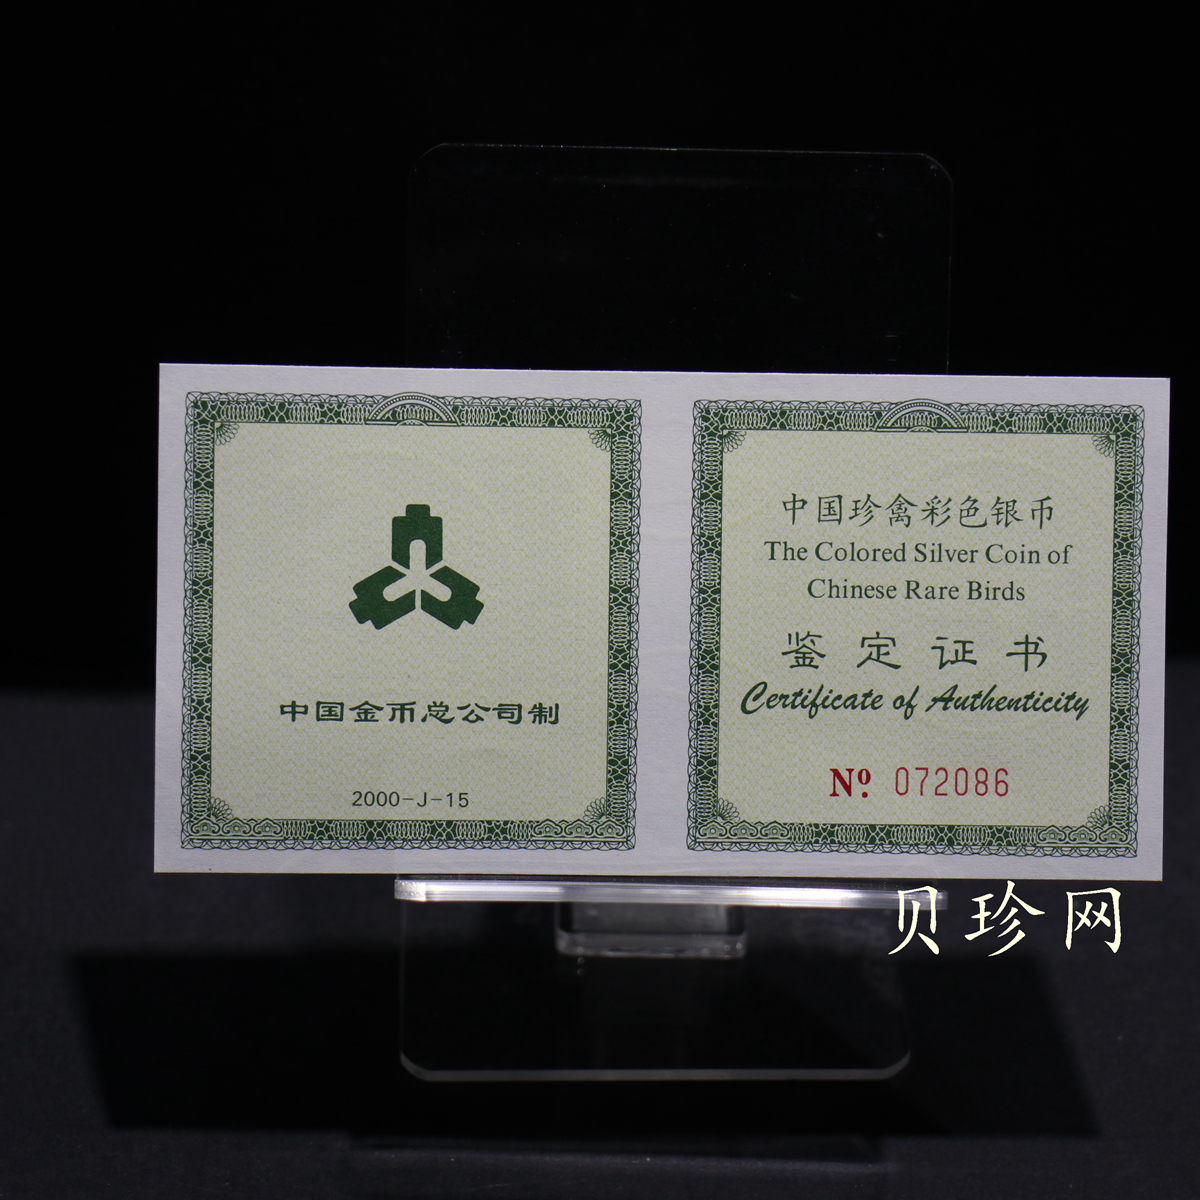 中国金币总公司制
2000-J-15
中国珍禽彩色银币
The Colored Silver Coin of
Chinese Rare Birds
鉴定证书
Certificate of Authenticity
Nº 072086
贝珍网